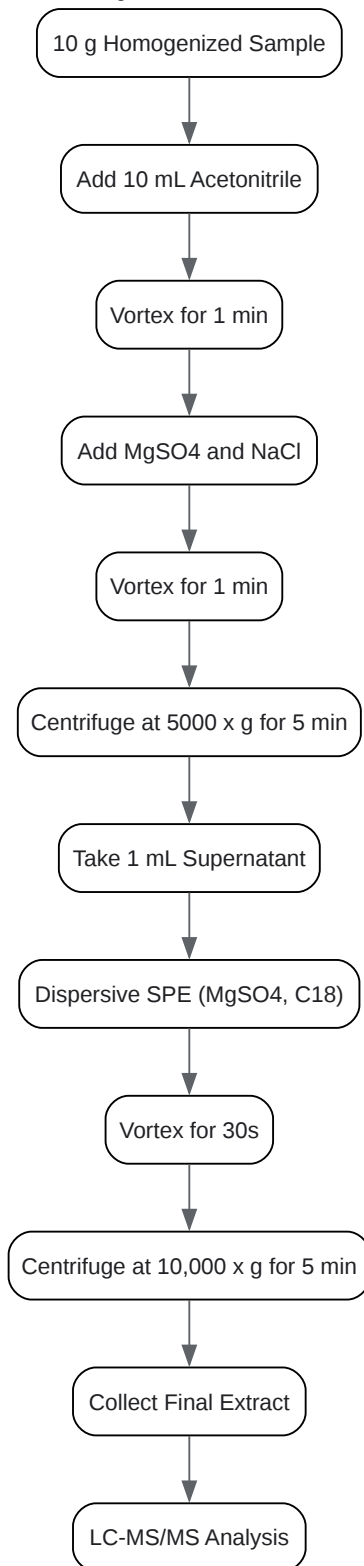 10 g Homogenized Sample
Add 10 mL Acetonitrile
Vortex for 1 min
Add MgSO4 and NaCl
Vortex for 1 min
Centrifuge at 5000 x g for 5 min
Take 1 mL Supernatant
Dispersive SPE (MgSO4, C18)
Vortex for 30s
Centrifuge at 10,000 x g for 5 min
Collect Final Extract
LC-MS/MS Analysis